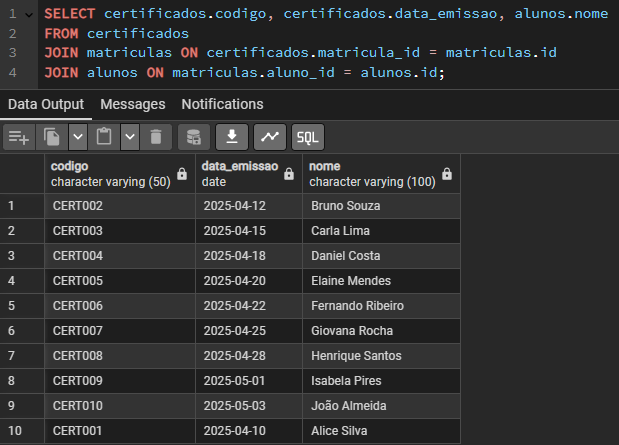 1 SELECT certificados.codigo, certificados.data_emissao, alunos.nome
2 FROM certificados
3 JOIN matriculas ON certificados.matricula_id = matriculas.id
4 JOIN alunos ON matriculas.aluno_id = alunos.id;
Data Output Messages Notifications
SQL
codigo data_emissao nome
character varying (50) date character varying (100)
1 CERT002 2025-04-12 Bruno Souza
2 CERT003 2025-04-15 Carla Lima
3 CERT004 2025-04-18 Daniel Costa
4 CERT005 2025-04-20 Elaine Mendes
5 CERT006 2025-04-22 Fernando Ribeiro
6 CERT007 2025-04-25 Giovana Rocha
7 CERT008 2025-04-28 Henrique Santos
8 CERT009 2025-05-01 Isabela Pires
9 CERT010 2025-05-03 João Almeida
10 CERT001 2025-04-10 Alice Silva